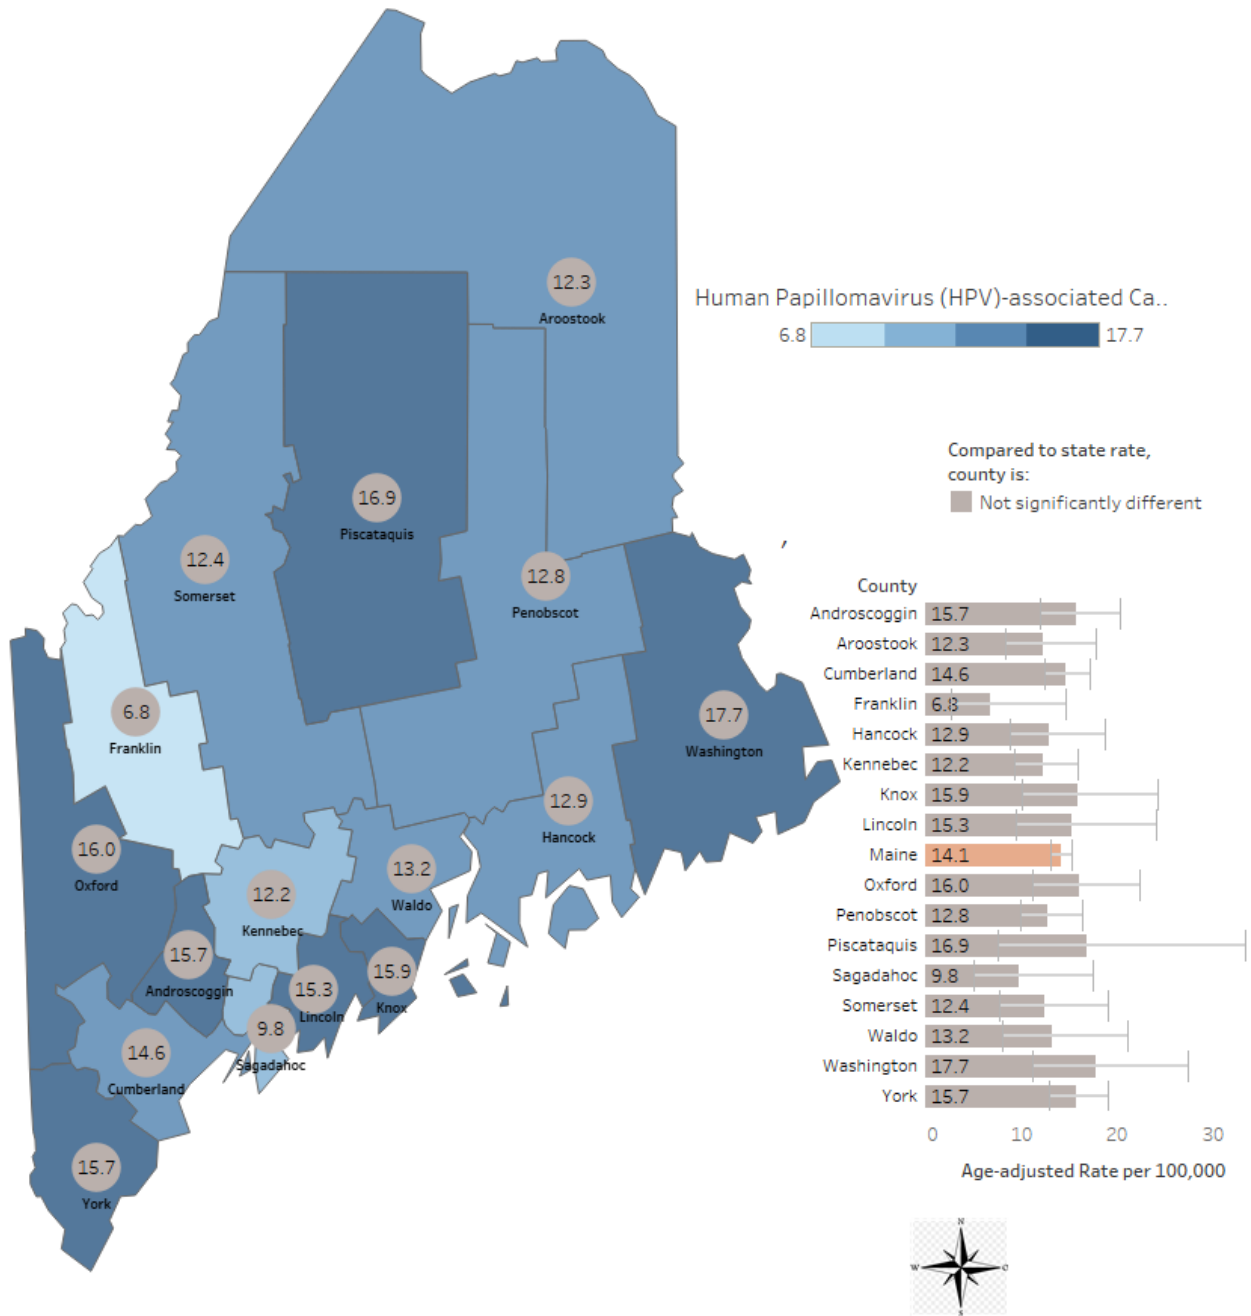 12.3
Aroostook
Human Papillomavirus (HPV)-associated Ca..
6.8
17.7
Compared to state rate,
county is:
Not significantly different
16.9
Piscataquis
12.4
Somerset
12.8
Penobscot
6.8
Franklin
17.7
Washington
12.9
Hancock
16.0
Oxford
13.2
Waldo
12.2
Kennebec
15.7
Androscoggin
15.3
Lincoln
15.9
Knox
9.8
Sagadahoc
14.6
Cumberland
15.7
York
,
County
Androscoggin 15.7
Aroostook 12.3
Cumberland 14.6
Franklin 6.8
Hancock 12.9
Kennebec 12.2
Knox 15.9
Lincoln 15.3
Maine 14.1
Oxford 16.0
Penobscot 12.8
Piscataquis 16.9
Sagadahoc 9.8
Somerset 12.4
Waldo 13.2
Washington 17.7
York 15.7
0 10 20 30
Age-adjusted Rate per 100,000
N
W O
S